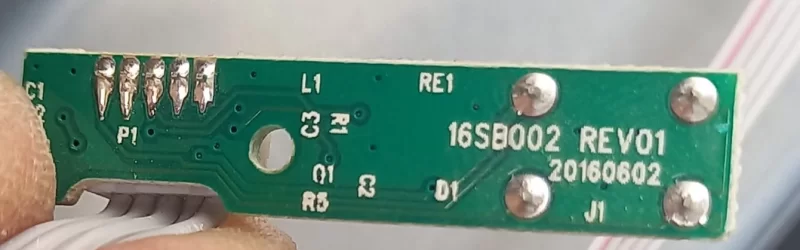 C1
L1
RE1
P1
C3
R1
16SB002 REV01
20160602
Q1
C2
D1
R5
J1